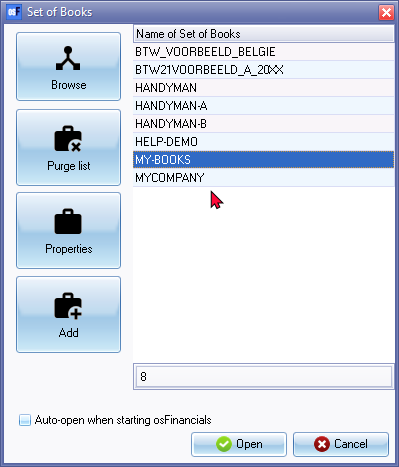 Set of Books
Browse
Purge list
Properties
Add
Name of Set of Books
BTW_VOORBEELD_BELGIE
BTW21VOORBEELD_A_20XX
HANDYMAN
HANDYMAN-A
HANDYMAN-B
HELP-DEMO
MY-BOOKS
MYCOMPANY
8
Auto-open when starting osFinancials
Open
Cancel